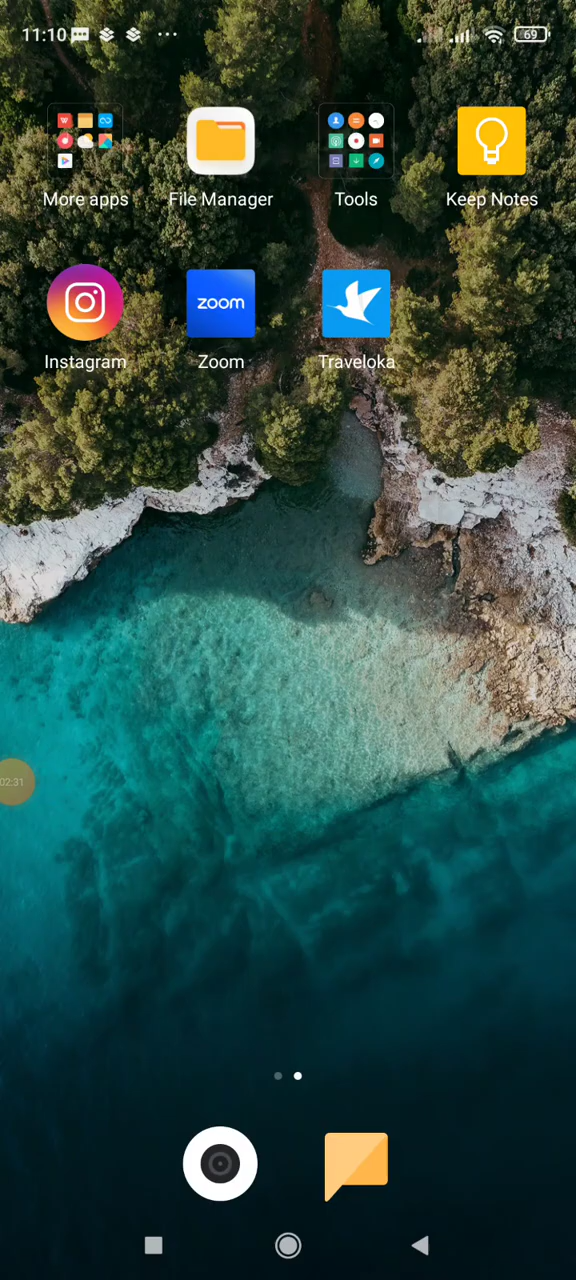 11:10
69
More apps
File Manager
Tools
Keep Notes
zoom
Instagram
Zoom
Traveloka
02:31